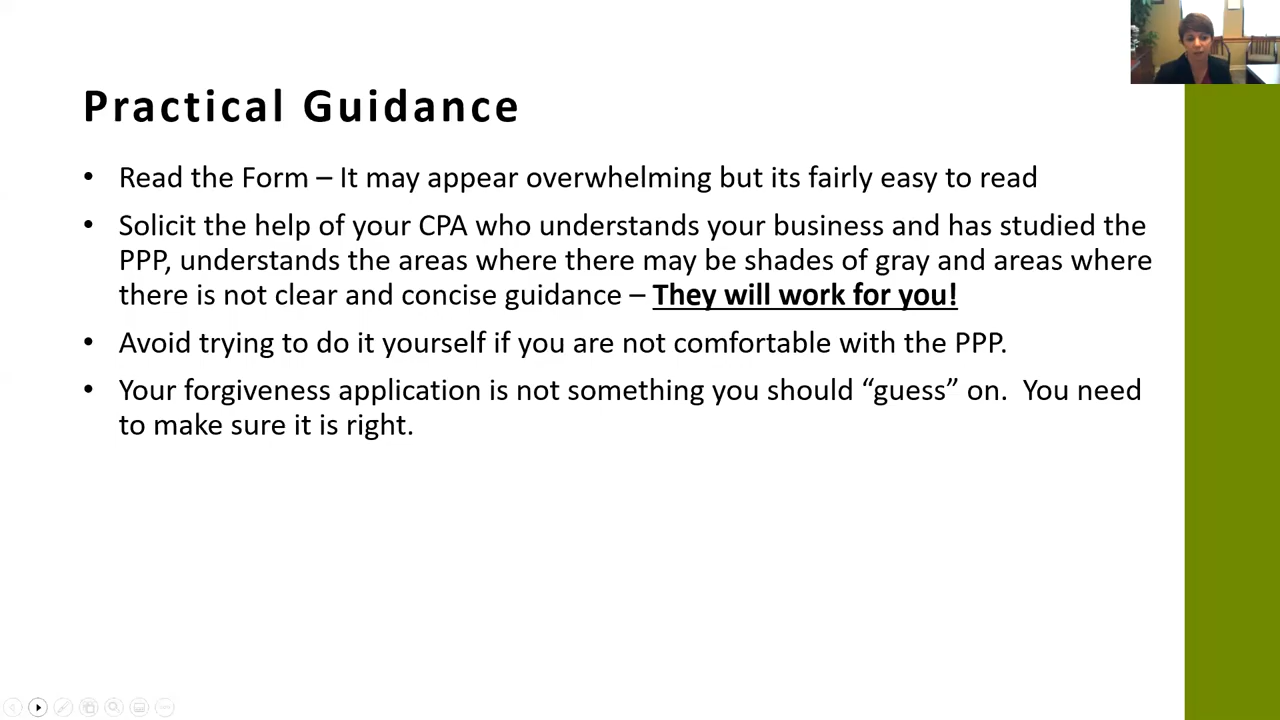 Practical Guidance
• Read the Form – It may appear overwhelming but its fairly easy to read
• Solicit the help of your CPA who understands your business and has studied the
PPP, understands the areas where there may be shades of gray and areas where
there is not clear and concise guidance – They will work for you!
• Avoid trying to do it yourself if you are not comfortable with the PPP.
• Your forgiveness application is not something you should “guess” on.  You need
to make sure it is right.